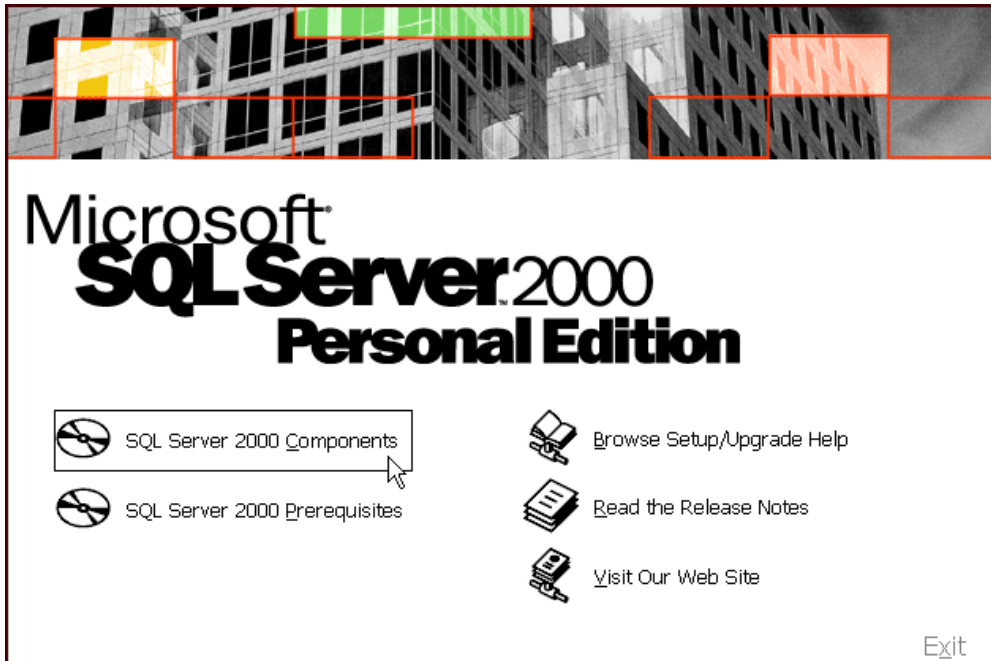 Microsoft®
SQL Server™ 2000
Personal Edition
SQL Server 2000 Components
SQL Server 2000 Prerequisites
Browse Setup/Upgrade Help
Read the Release Notes
Visit Our Web Site
Exit